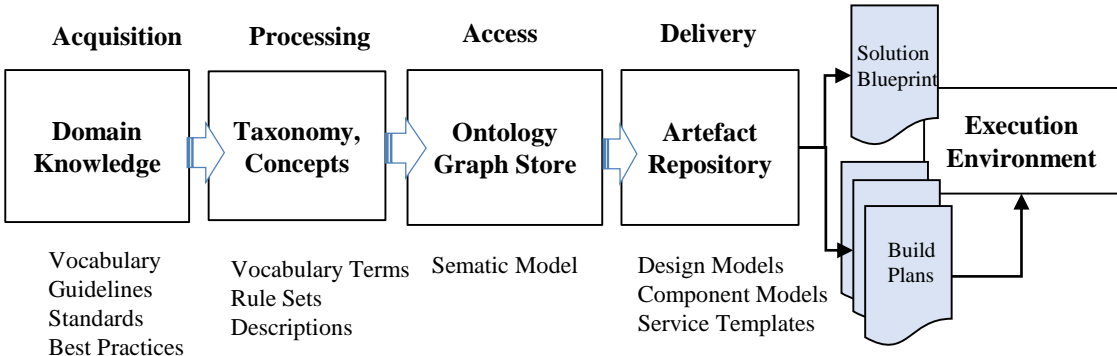 Acquisition
Processing
Access
Delivery
Solution
Blueprint
Domain
Knowledge
Taxonomy,
Concepts
Ontology
Graph Store
Artefact
Repository
Execution
Environment
Vocabulary
Guidelines
Standards
Best Practices
Vocabulary Terms
Rule Sets
Descriptions
Sematic Model
Design Models
Component Models
Service Templates
Build
Plans